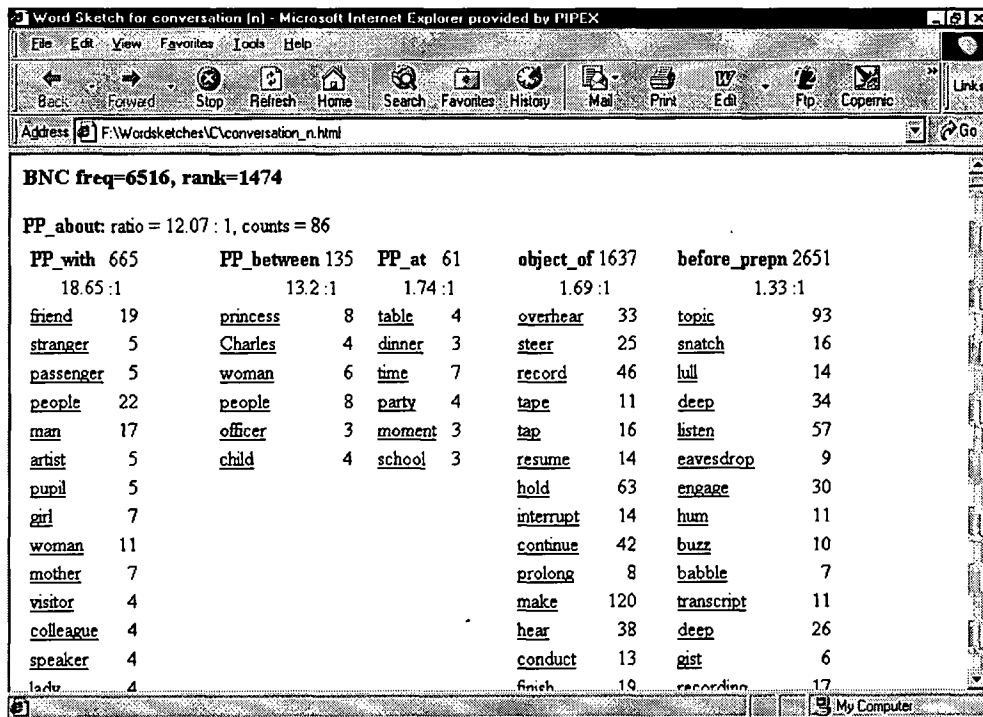 Word Sketch for conversation (n) - Microsoft Internet Explorer provided by PIPEX
File Edit View Favorites Tools Help
Back Forward Stop Refresh Home Search Favorites History Mail Print Edit Ftp Copernic » Links
Address F:\Wordsketches\C\conversation_n.html Go
BNC freq=6516, rank=1474
PP_about: ratio = 12.07 : 1, counts = 86
PP_with 665 PP_between 135 PP_at 61 object_of 1637 before_prepn 2651
18.65 :1 13.2 :1 1.74 :1 1.69 :1 1.33 :1
friend 19 princess 8 table 4 overhear 33 topic 93
stranger 5 Charles 4 dinner 3 steer 25 snatch 16
passenger 5 woman 6 time 7 record 46 lull 14
people 22 people 8 party 4 tape 11 deep 34
man 17 officer 3 moment 3 tap 16 listen 57
artist 5 child 4 school 3 resume 14 eavesdrop 9
pupil 5 hold 63 engage 30
girl 7 interrupt 14 hum 11
woman 11 continue 42 buzz 10
mother 7 prolong 8 babble 7
visitor 4 make 120 transcript 11
colleague 4 hear 38 deep 26
speaker 4 conduct 13 gist 6
lady 4 finish 19 recording 17
My Computer